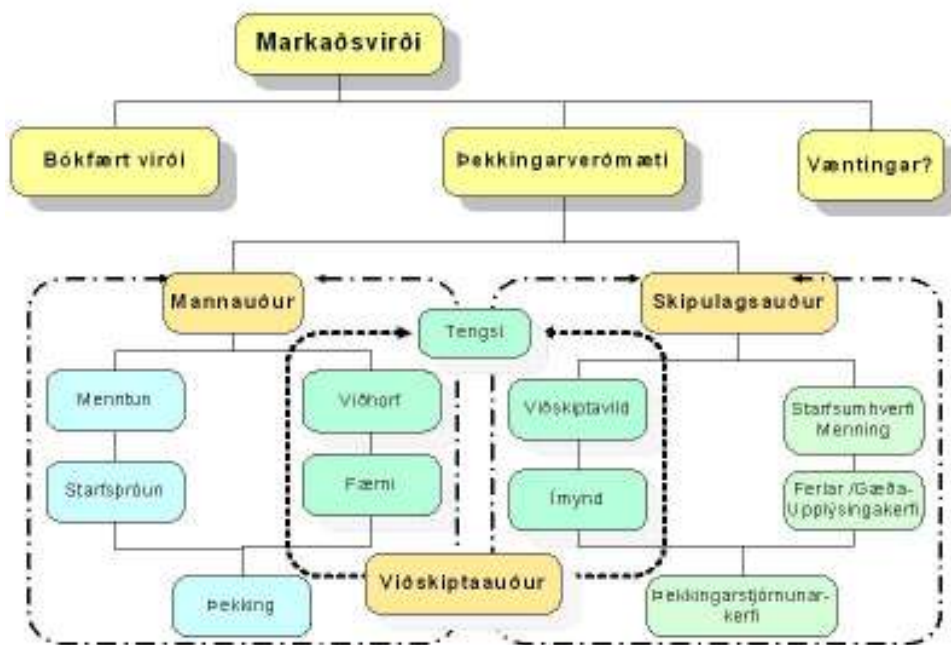 Markaðsvirði
Bókfært virði
Þekkingarverðmæti
Væntingar?
Mannauður
Skipulagsauður
Tengsl
Menntun
Viðhorf
Viðskiptavild
Starfsumhverfi
Menning
Starfsþróun
Færni
Ímynd
Ferlar /Gæða-
Upplýsingakerfi
Þekking
Viðskiptaauður
Þekkingarstjórnunar-
kerfi